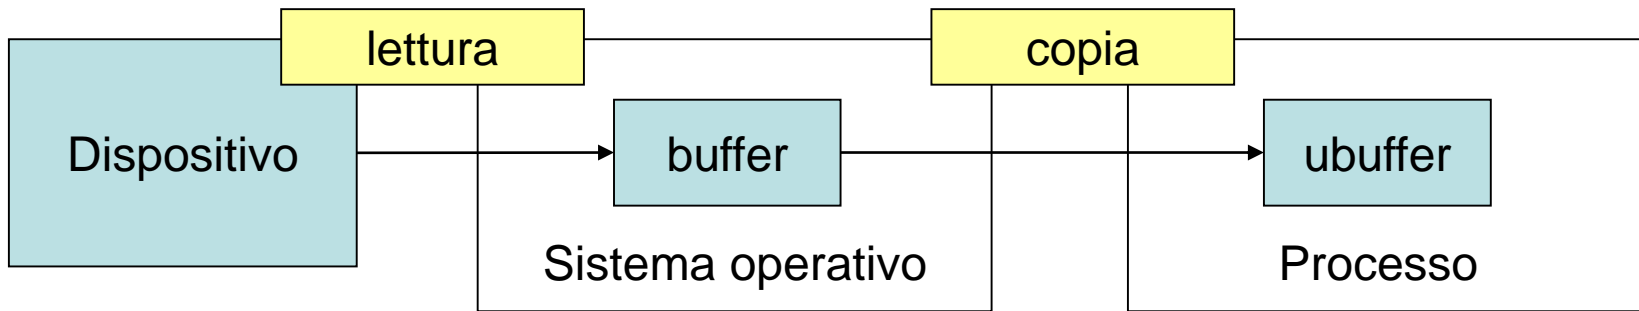 lettura
copia
Dispositivo
buffer
ubuffer
Sistema operativo
Processo